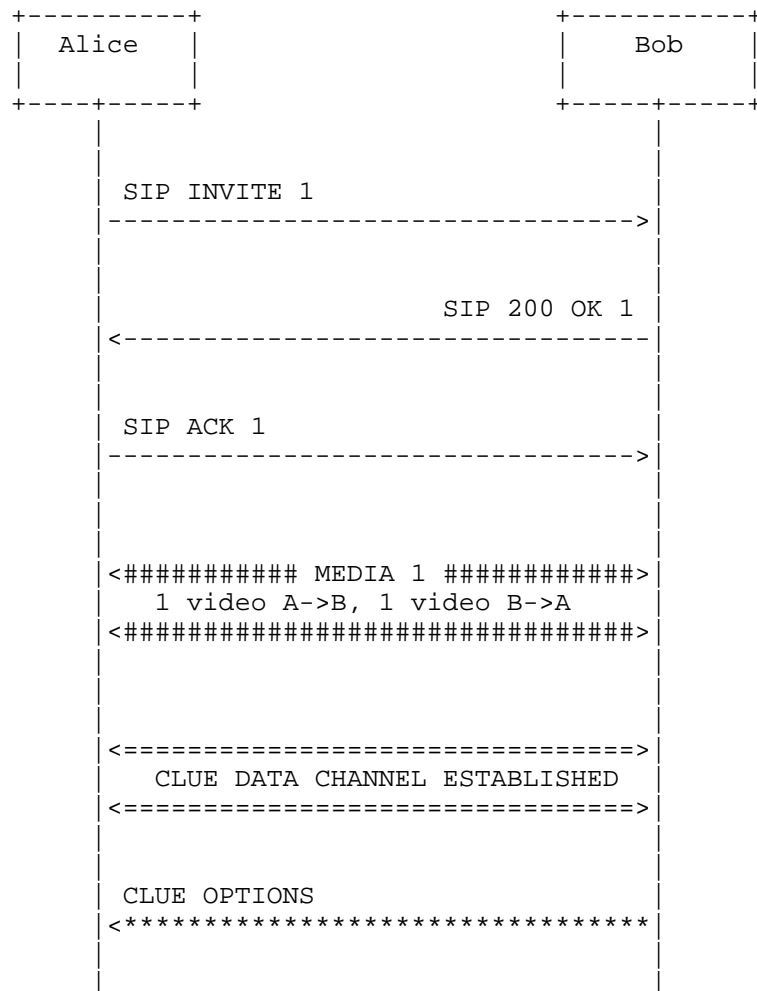 Alice Bob
SIP INVITE 1
SIP 200 OK 1
SIP ACK 1
<########### MEDIA 1 ############>
1 video A->B, 1 video B->A
<################################>
<================================>
CLUE DATA CHANNEL ESTABLISHED
<================================>
CLUE OPTIONS
<*********************************